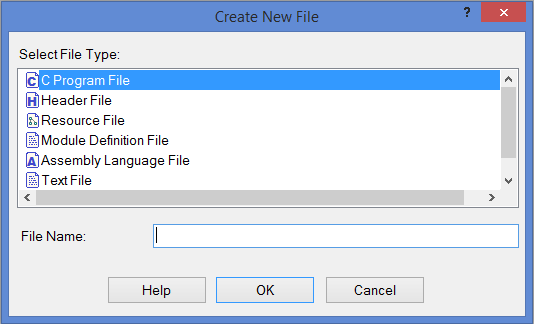 Create New File
?
Select File Type:
C Program File
Header File
Resource File
Module Definition File
Assembly Language File
Text File
File Name:
Help
OK
Cancel